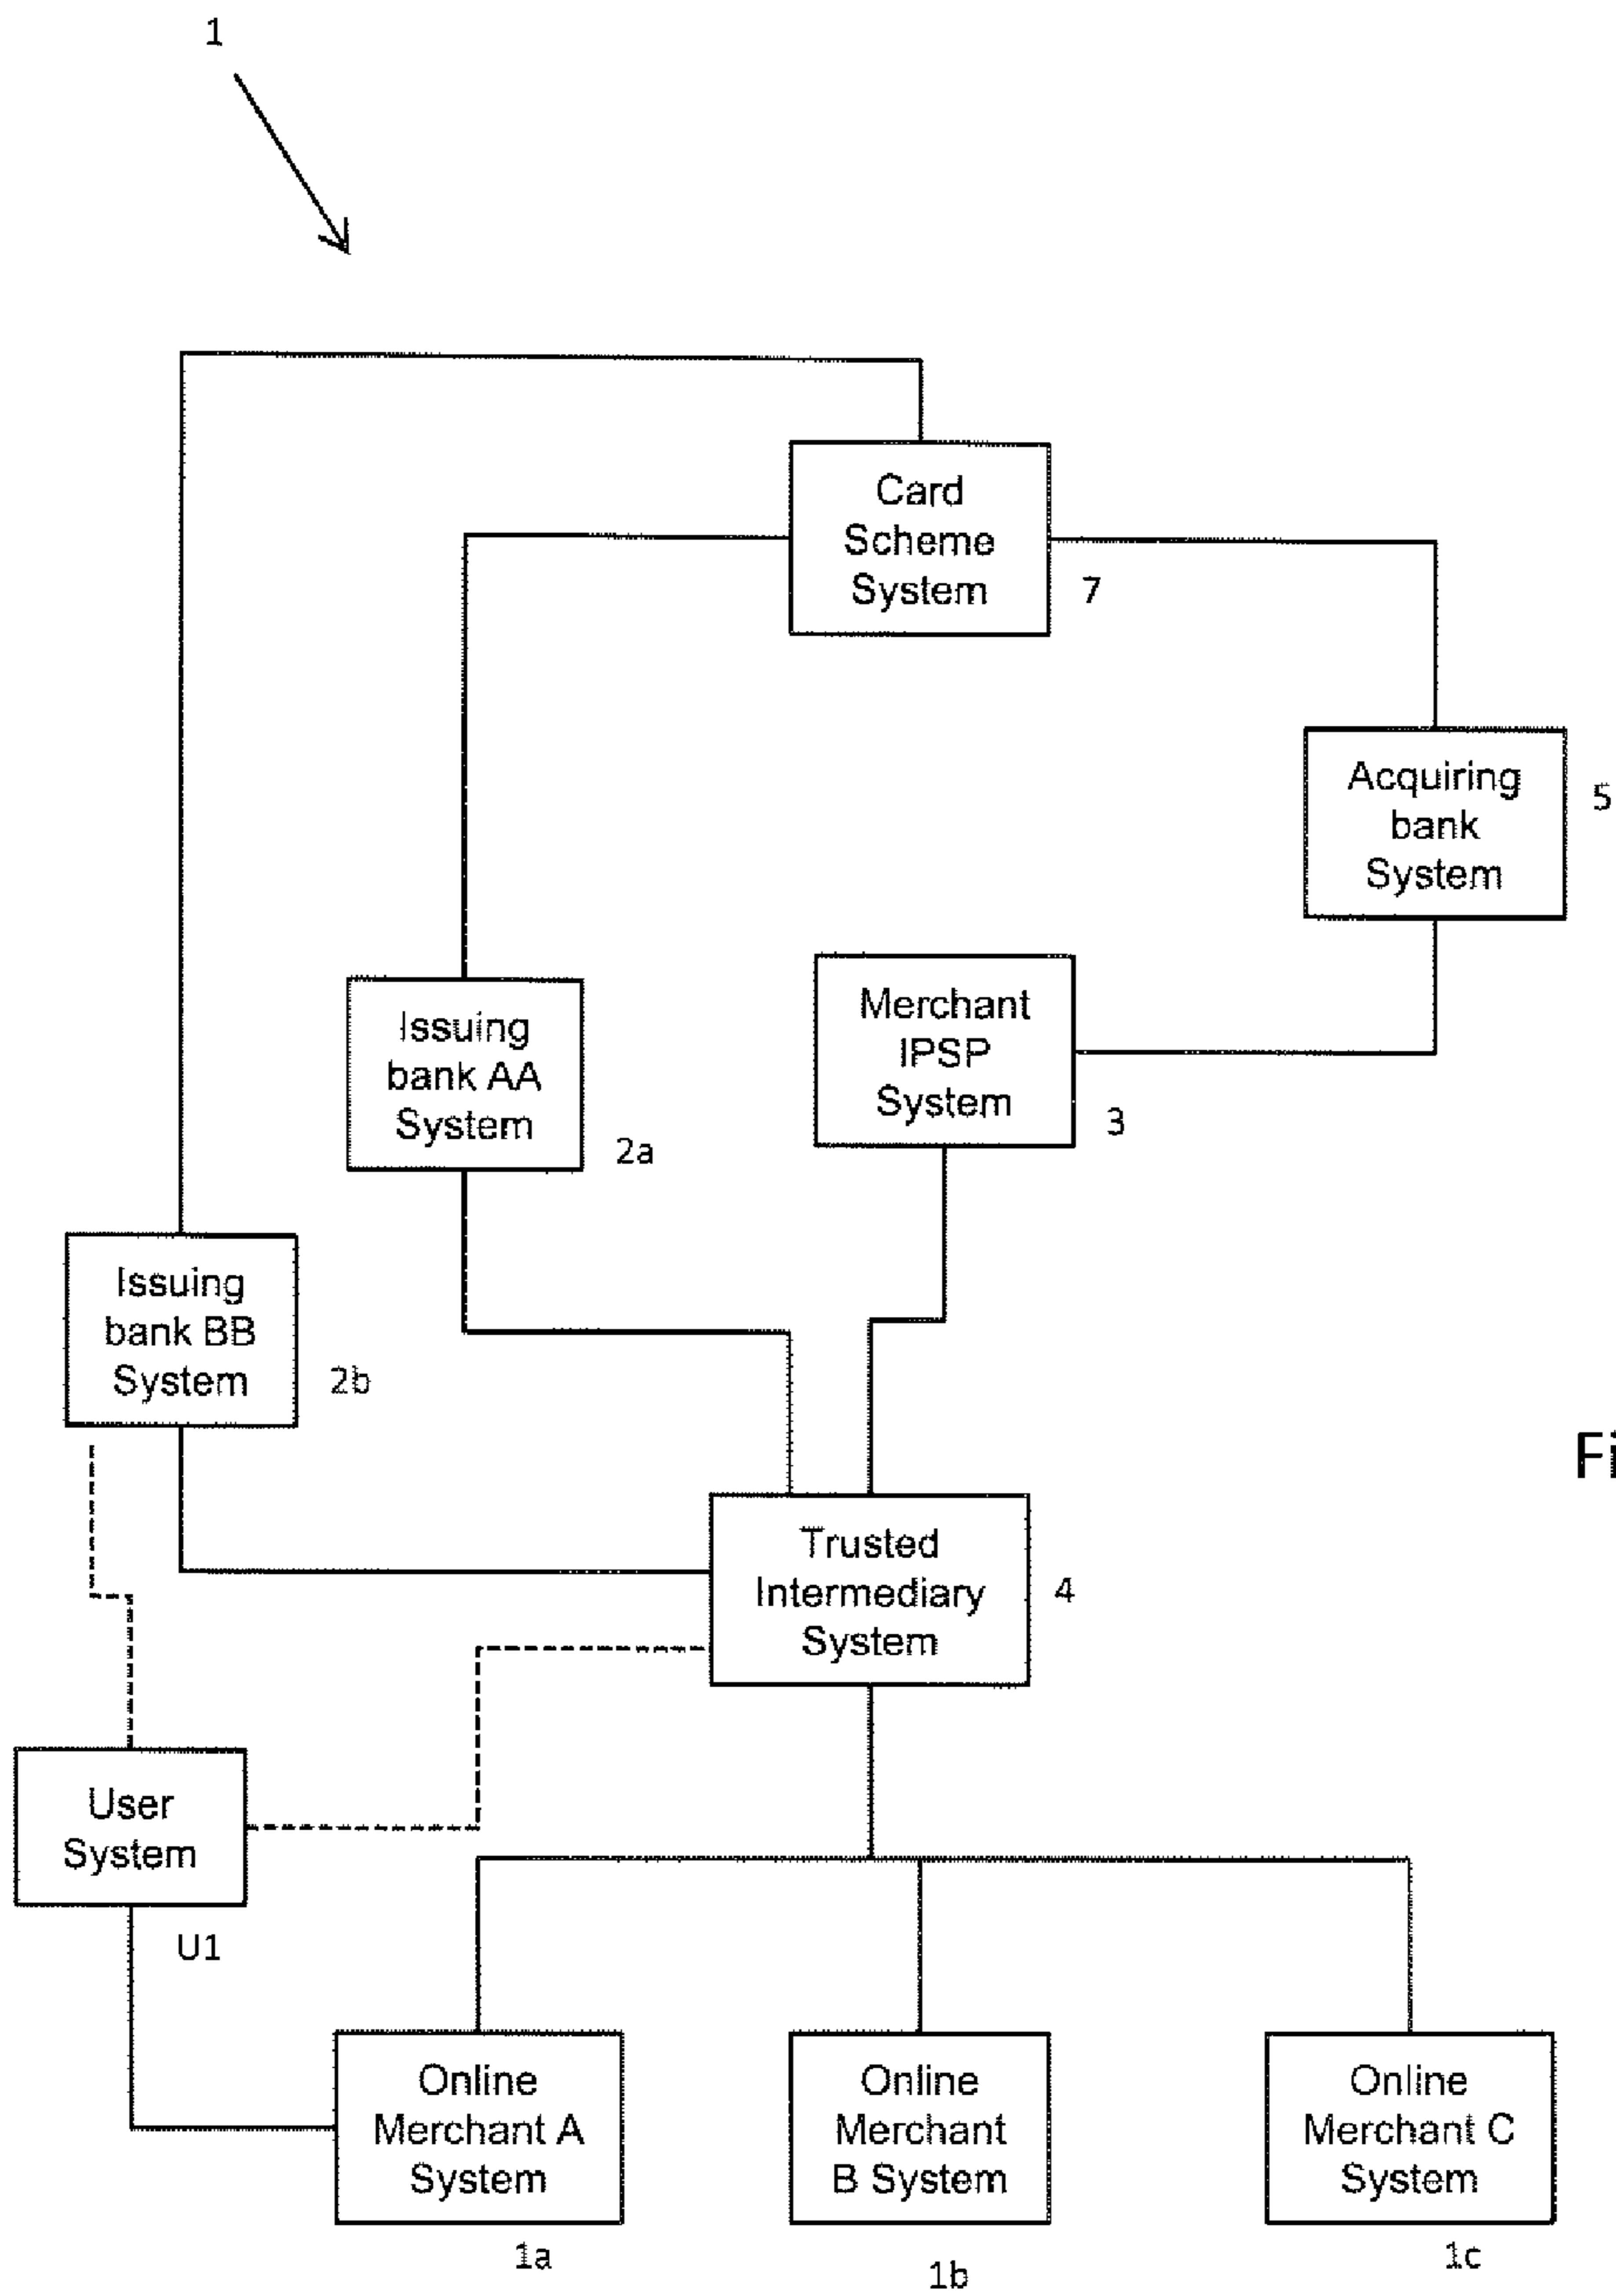 1
Card
Scheme
System
7
Acquiring
bank
System
5
Merchant
IPSP
System
3
Issuing
bank AA
System
2a
Issuing
bank BB
System
2b
Fi
Trusted
Intermediary
System
4
User
System
U1
Online
Merchant A
System
1a
Online
Merchant
B System
1b
Online
Merchant C
System
1c